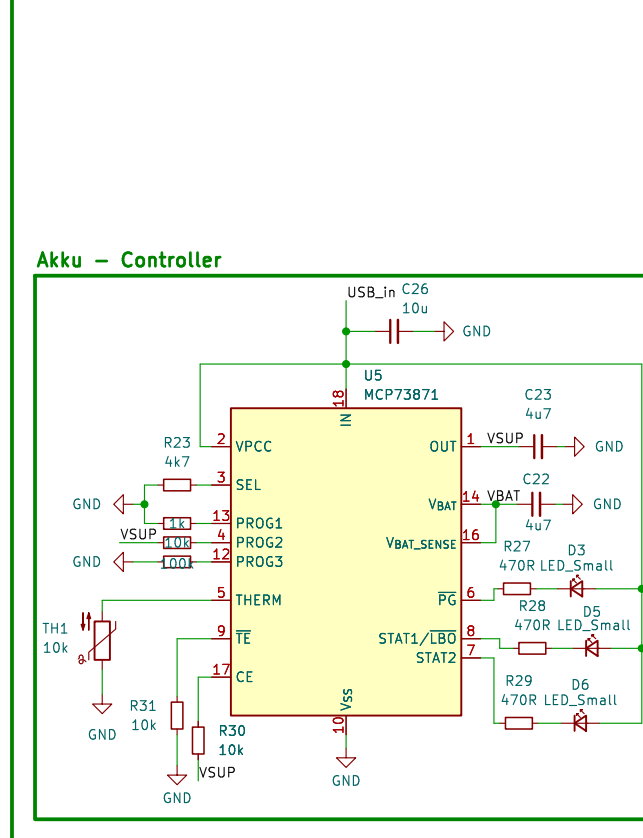 Akku – Controller
USB_in
C26
10u
GND
U5
MCP73871
18
IN
C23
4u7
R23
4k7
2
VPCC
OUT
1
VSUP
GND
3
SEL
C22
4u7
GND
13
PROG1
1k
VBAT
14
VBAT
GND
VSUP
10k
4
PROG2
VBAT_SENSE
16
GND
100k
12
PROG3
R27
470R
D3
LED_Small
5
THERM
PG
6
R28
470R
D5
LED_Small
TH1
10k
9
TE
STAT1/LBO
8
STAT2
7
17
CE
R29
470R
D6
LED_Small
Vss
10
R31
10k
R30
10k
GND
VSUP
GND
GND